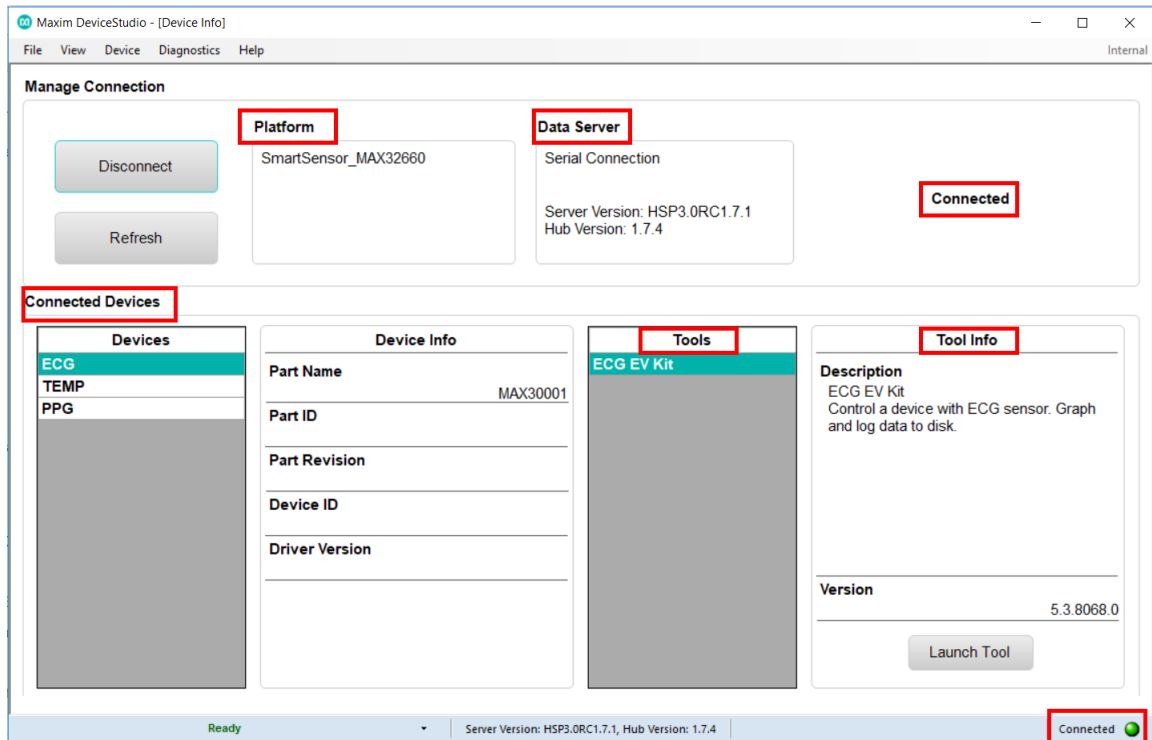 Maxim DeviceStudio - [Device Info]
File View Device Diagnostics Help Internal
Manage Connection
Disconnect
Refresh
Platform
SmartSensor_MAX32660
Data Server
Serial Connection
Server Version: HSP3.0RC1.7.1
Hub Version: 1.7.4
Connected
Connected Devices
Devices
ECG
TEMP
PPG
Device Info
Part Name
MAX30001
Part ID
Part Revision
Device ID
Driver Version
Tools
ECG EV Kit
Tool Info
Description
ECG EV Kit
Control a device with ECG sensor. Graph
and log data to disk.
Version
5.3.8068.0
Launch Tool
Ready
Server Version: HSP3.0RC1.7.1, Hub Version: 1.7.4
Connected